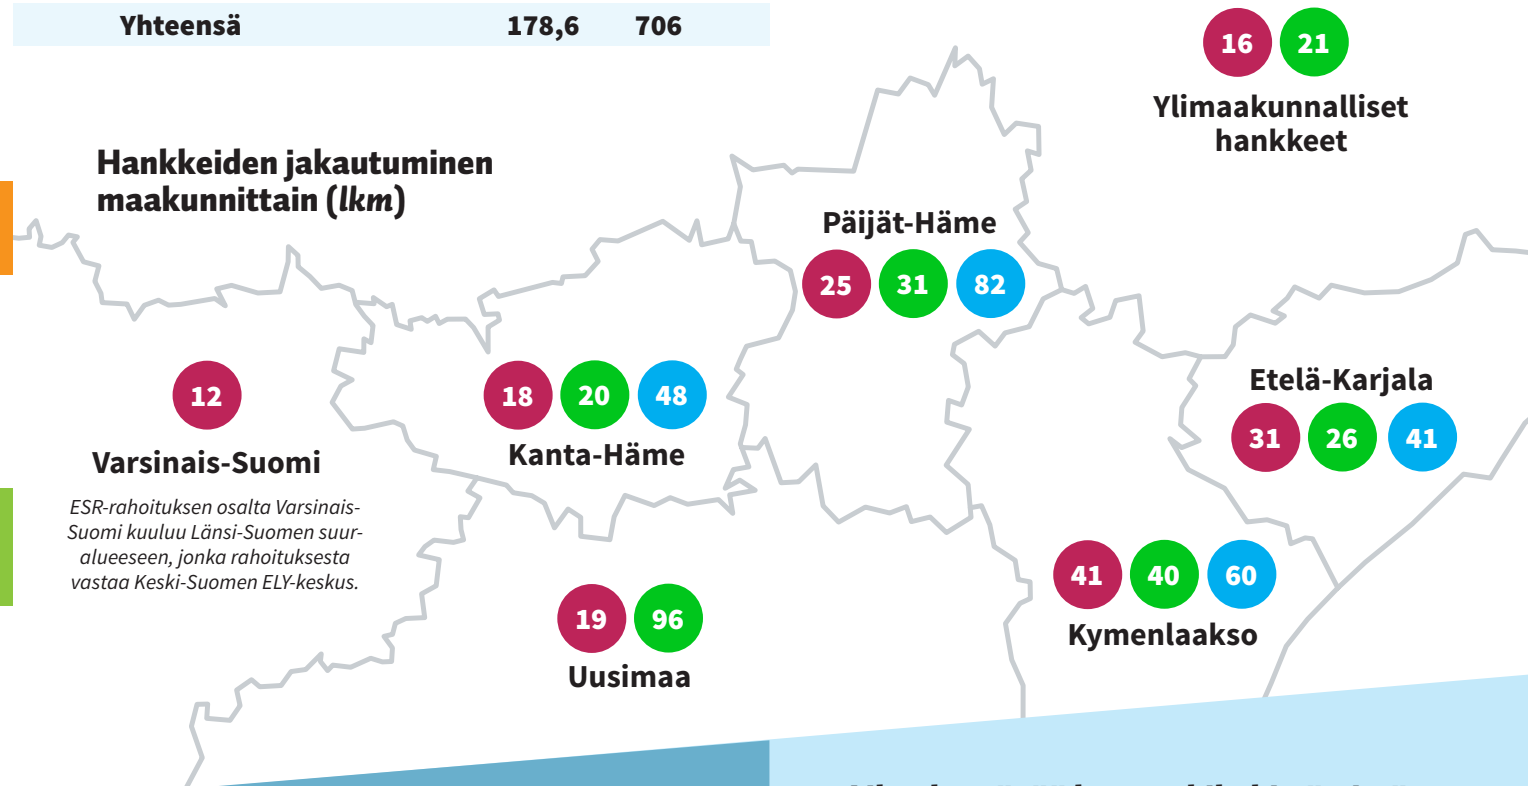 Yhteensä 178,6 706
16 21
Ylimaakunnalliset
hankkeet
Hankkeiden jakautuminen
maakunnittain (lkm)
Päijät-Häme
25 31 82
12
Varsinais-Suomi
ESR-rahoituksen osalta Varsinais-
Suomi kuuluu Länsi-Suomen suur-
alueeseen, jonka rahoituksesta
vastaa Keski-Suomen ELY-keskus.
18 20 48
Kanta-Häme
Etelä-Karjala
31 26 41
41 40 60
Kymenlaakso
19 96
Uusimaa